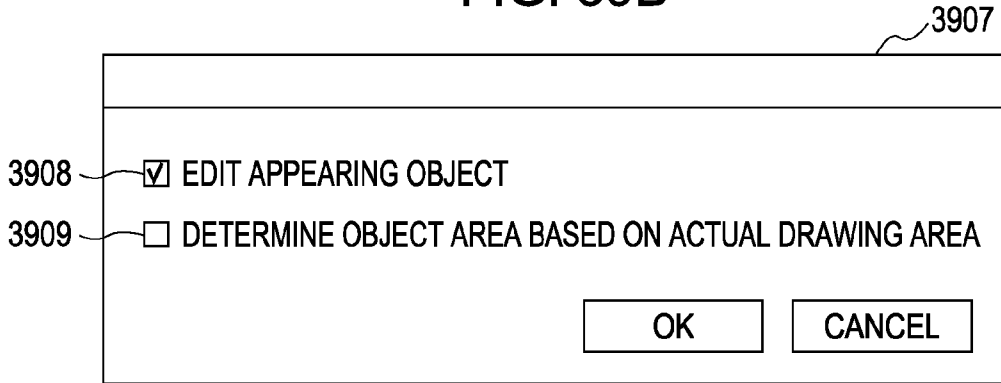 3907
3908 EDIT APPEARING OBJECT
3909 DETERMINE OBJECT AREA BASED ON ACTUAL DRAWING AREA
OK CANCEL